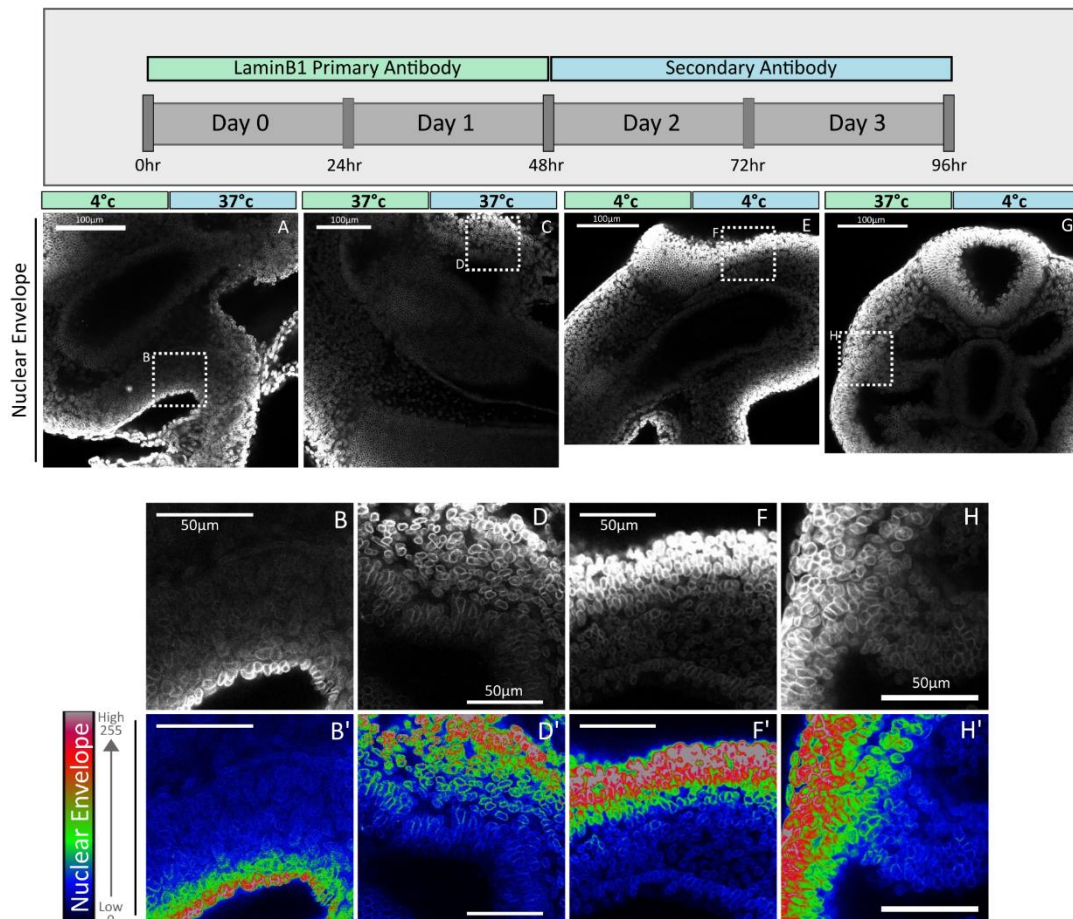 LaminB1 Primary Antibody Secondary Antibody
Day 0 Day 1 Day 2 Day 3
0hr 24hr 48hr 72hr 96hr
4°c 37°c 37°c 37°c 4°c 4°c 37°c 4°c
Nuclear Envelope
100μm A B
100μm C D
100μm E F
100μm G H
50μm B
D 50μm
50μm F
H 50μm
Nuclear Envelope
High
255
Low
0
B' D' F' H'